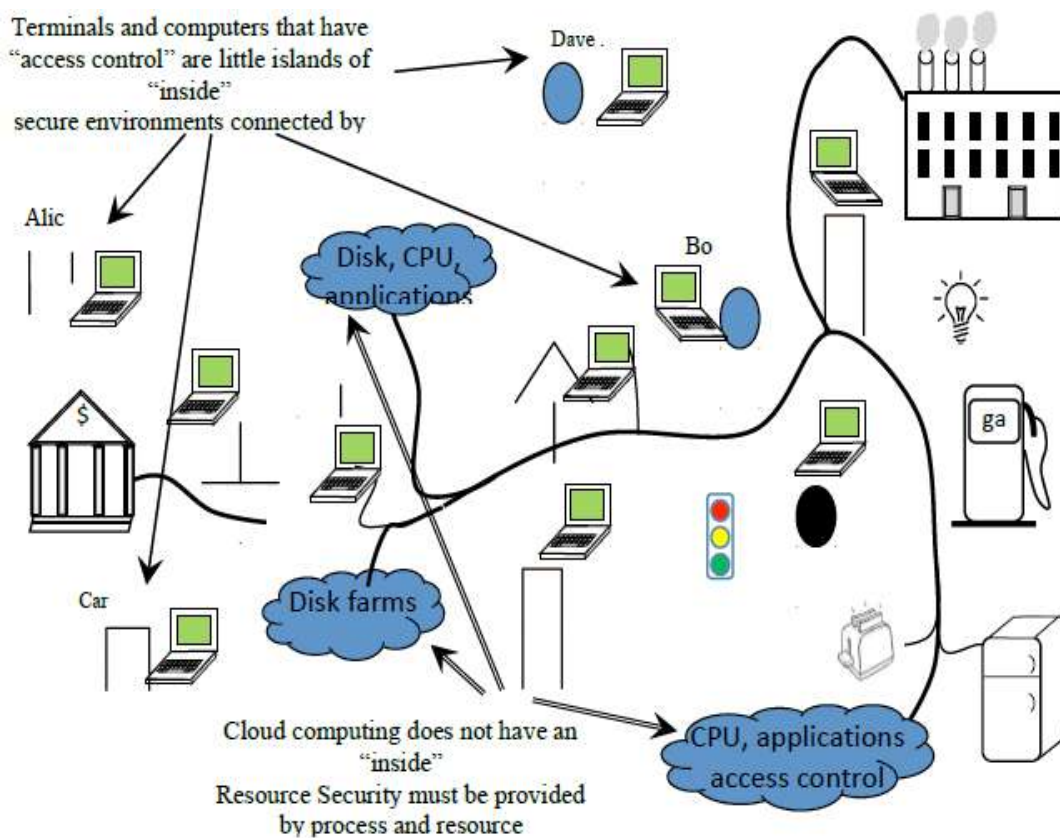 Terminals and computers that have
“access control” are little islands of
“inside”
secure environments connected by
Dave .
Alic
Disk, CPU,
applications
Bo
$
ga
Car
Disk farms
Cloud computing does not have an
“inside”
Resource Security must be provided
by process and resource
CPU, applications
access control